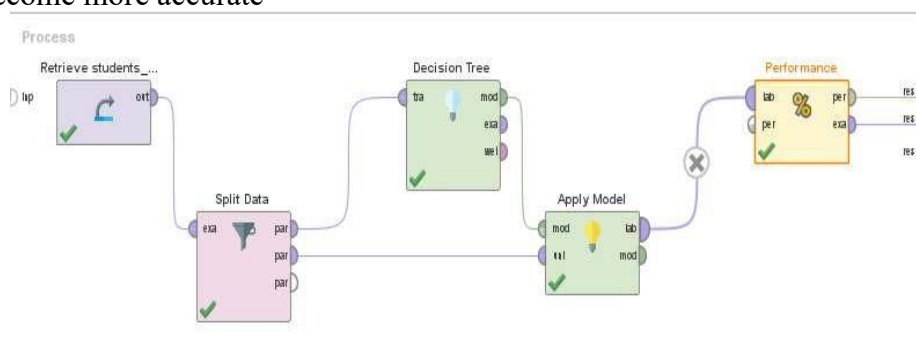 ecome more accurate
Process
Retrieve students_...
Inp
out
Decision Tree
tra
mod
exa
wei
Performance
lab
per
%
per
exa
res
res
res
Split Data
exa
par
par
par
Apply Model
mod
unl
lab
mod